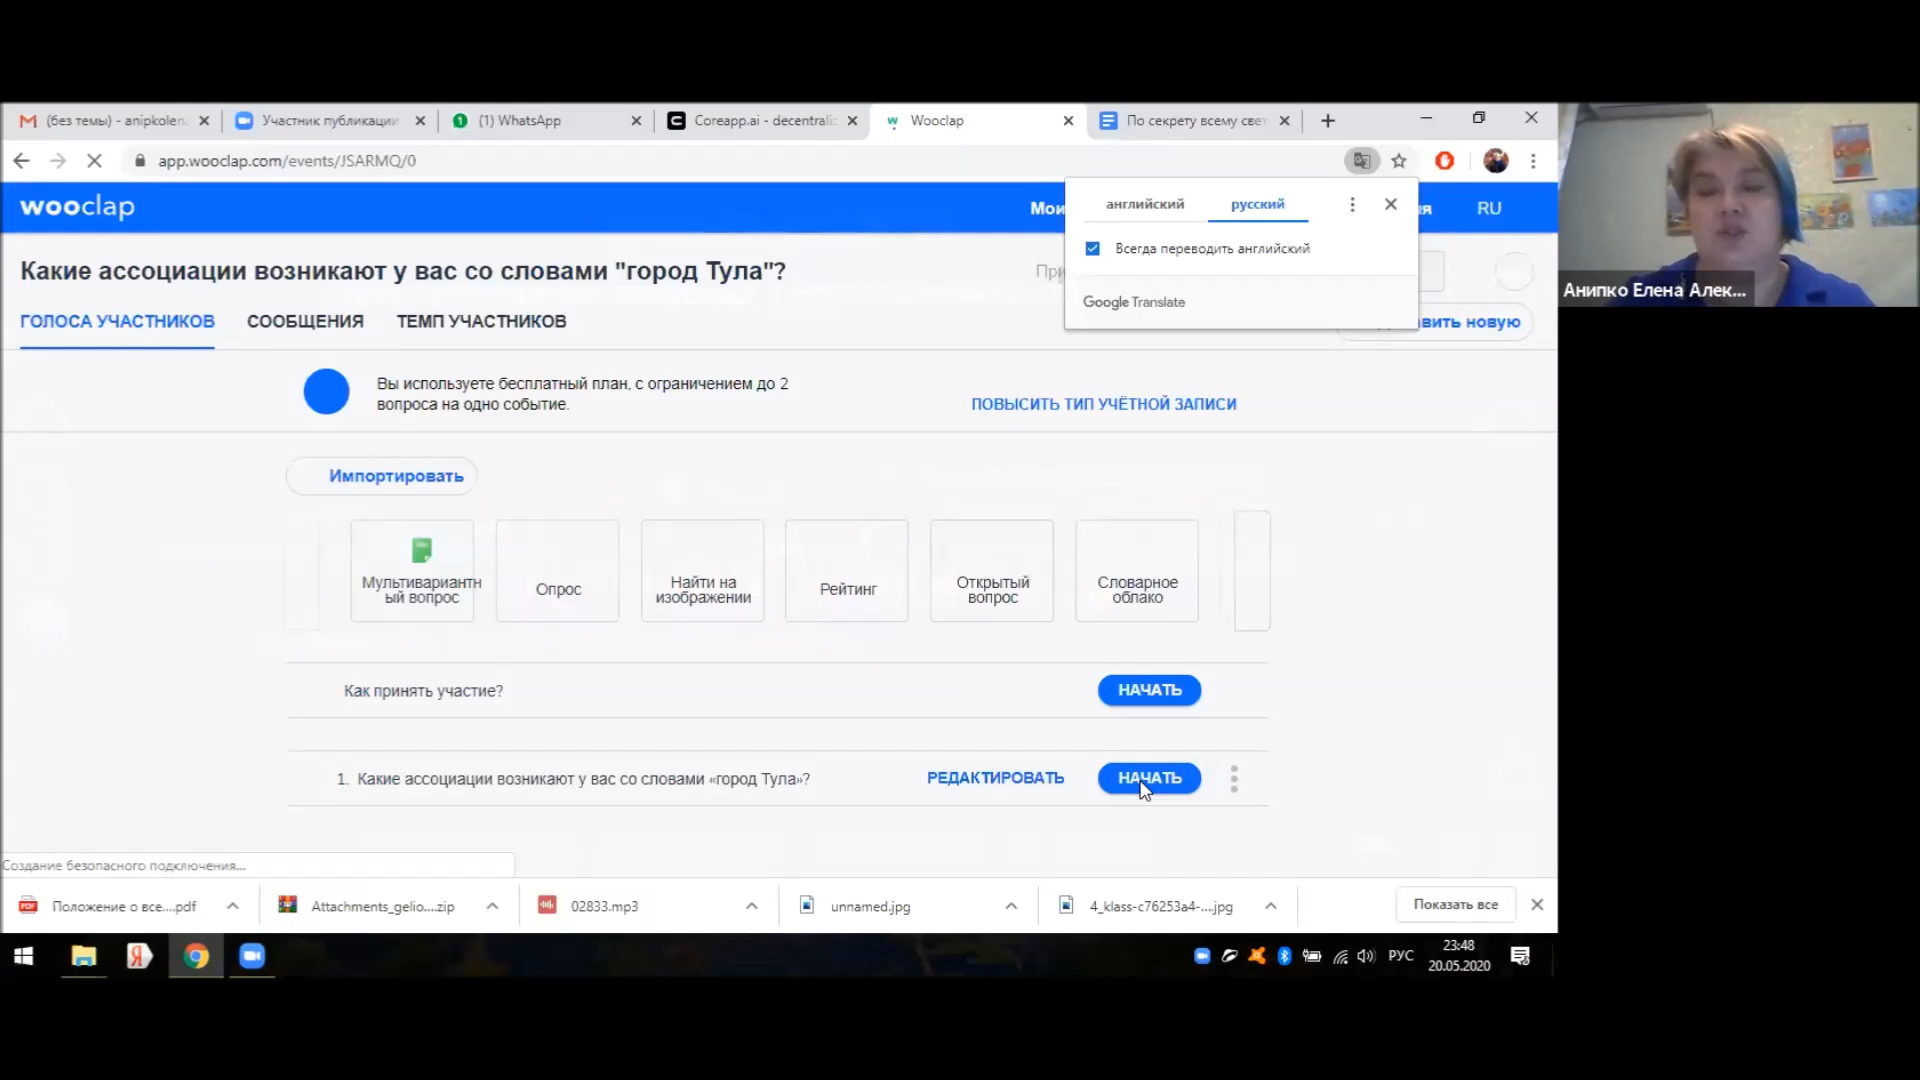 (без темы) - anipkolen
Участник публикации
(1) WhatsApp
Coreapp.ai - decentraliz
Wooclap
По секрету всему свет
app.wooclap.com/events/JSARMQ/0
wooclap
Мои
RU
английский
русский
Всегда переводить английский
Google Translate
Анипко Елена Алек...
Какие ассоциации возникают у вас со словами "город Тула"?
ГОЛОСА УЧАСТНИКОВ
СООБЩЕНИЯ
ТЕМП УЧАСТНИКОВ
новую
Вы используете бесплатный план, с ограничением до 2
вопроса на одно событие.
ПОВЫСИТЬ ТИП УЧЁТНОЙ ЗАПИСИ
Импортировать
Мультивариантн
ый вопрос
Опрос
Найти на
изображении
Рейтинг
Открытый
вопрос
Словарное
облако
Как принять участие?
НАЧАТЬ
1. Какие ассоциации возникают у вас со словами «город Тула»?
РЕДАКТИРОВАТЬ
НАЧАТЬ
Создание безопасного подключения...
Положение о все....pdf
Attachments_gelio....zip
02833.mp3
unnamed.jpg
4_klass-c76253a4-....jpg
Показать все
РУС
23:48
20.05.2020